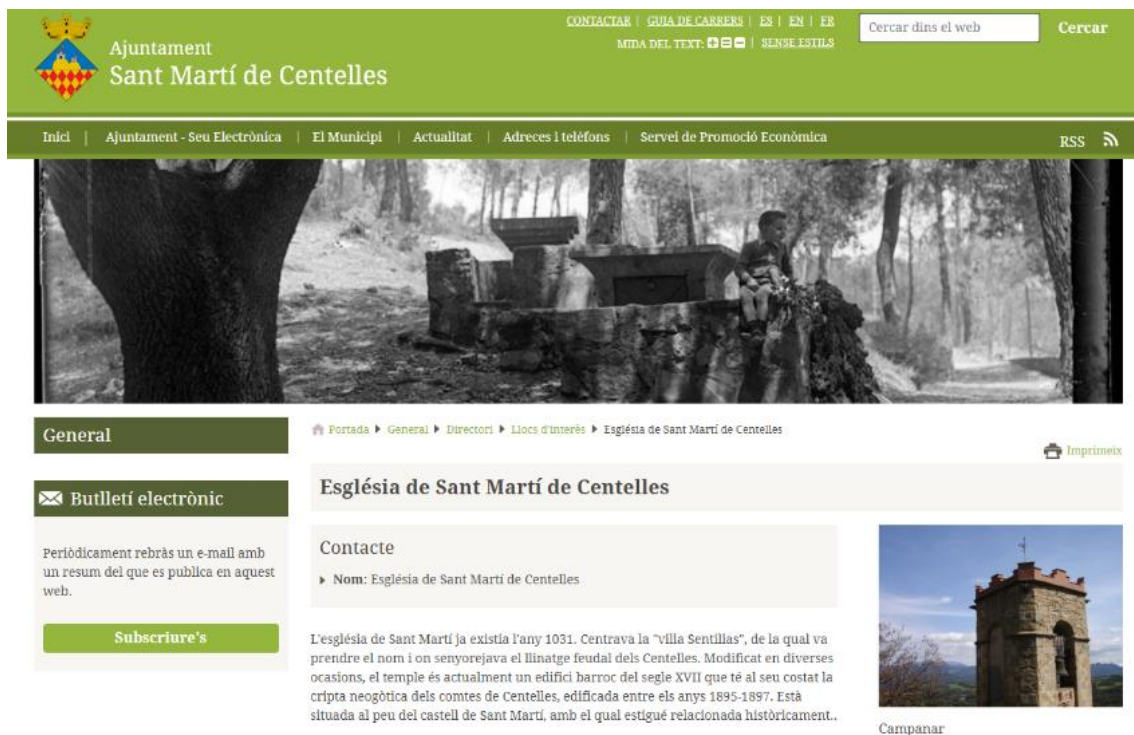 CONTACTAR | GUIA DE CARRERS | ES | EN | FR
MIDA DEL TEXT: | SENSE ESTILS
Cercar dins el web
Cercar
Ajuntament
Sant Martí de Centelles
Inici | Ajuntament - Seu Electrònica | El Municipi | Actualitat | Adreces i telèfons | Servei de Promoció Econòmica
RSS
General
Portada ▸ General ▸ Directori ▸ Llocs d'interès ▸ Església de Sant Martí de Centelles
Imprimeix
Butlletí electrònic
Periòdicament rebràs un e-mail amb
un resum del que es publica en aquest
web.
Subscriure's
Església de Sant Martí de Centelles
Contacte
▸ Nom: Església de Sant Martí de Centelles
L'església de Sant Martí ja existia l'any 1031. Centrava la "villa Sentilias", de la qual va
prendre el nom i on senyorejava el llinatge feudal dels Centelles. Modificat en diverses
ocasions, el temple és actualment un edifici barroc del segle XVII que té al seu costat la
cripta neogòtica dels comtes de Centelles, edificada entre els anys 1895-1897. Està
situada al peu del castell de Sant Martí, amb el qual estigué relacionada històricament..
Campanar